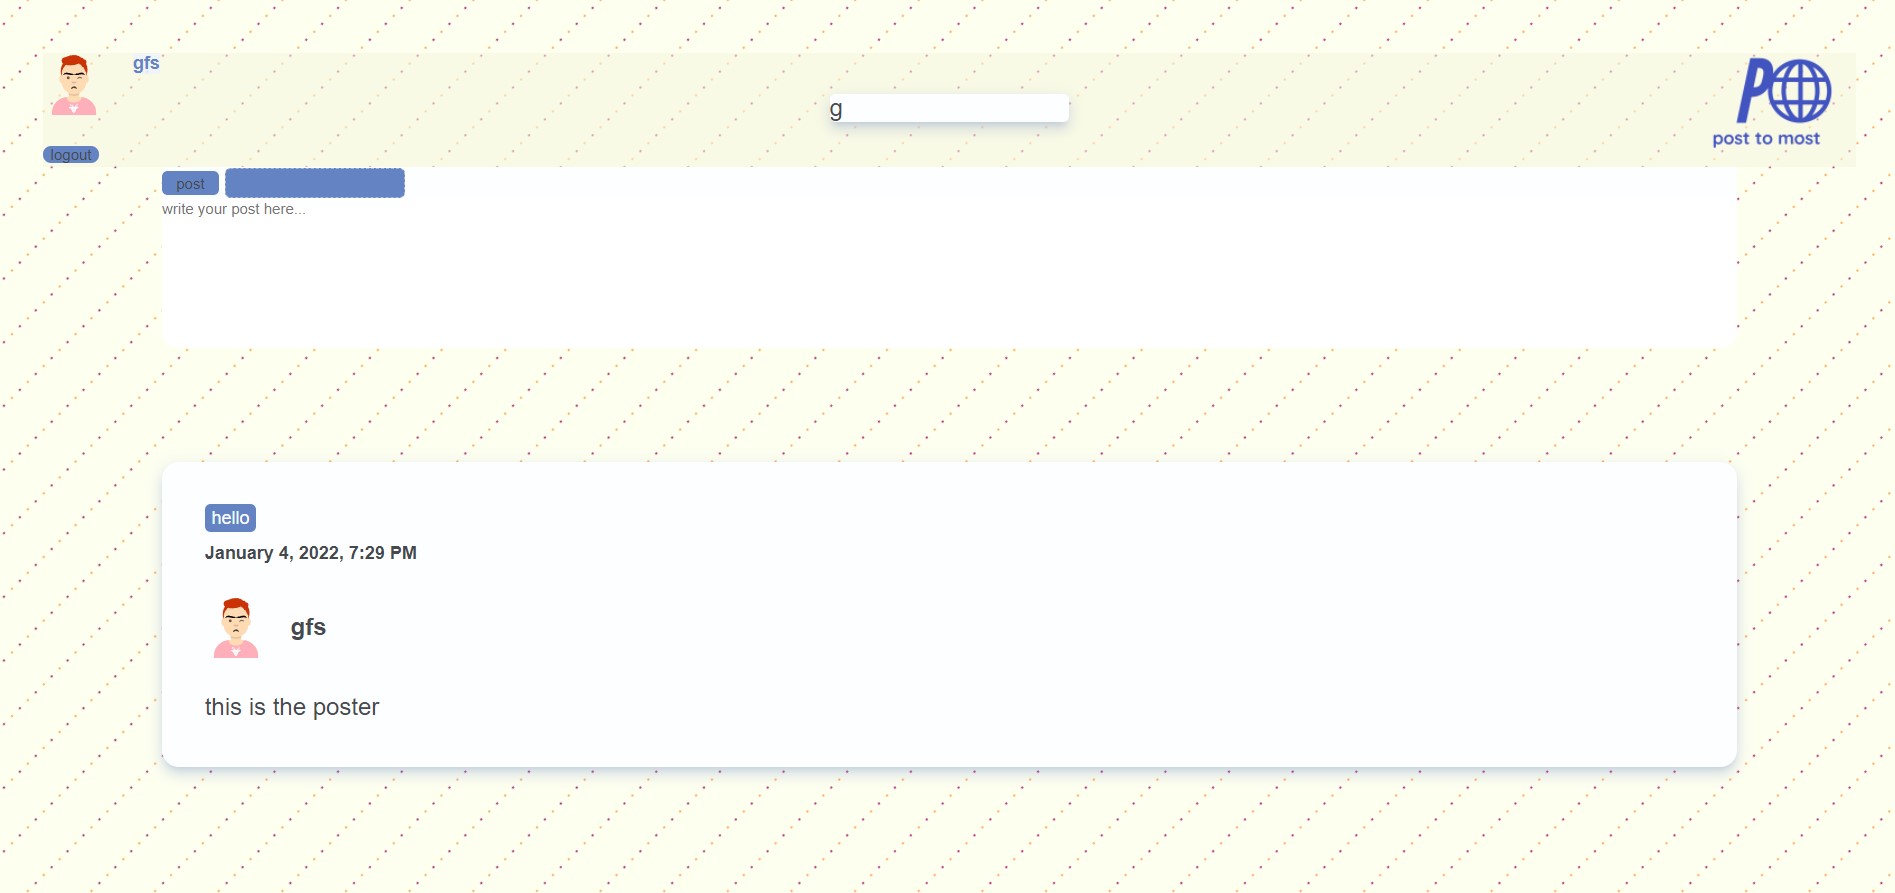 gfs
g
post to most
logout
post
write your post here...
hello
January 4, 2022, 7:29 PM
gfs
this is the poster